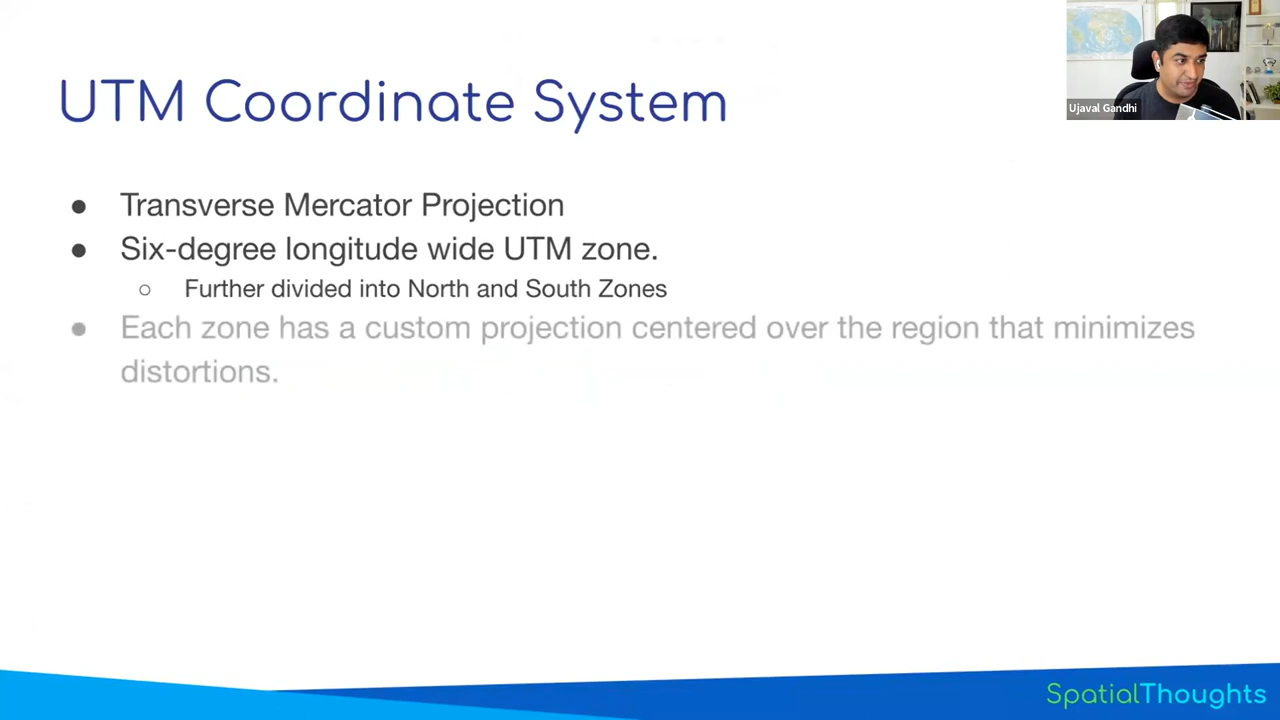 UTM Coordinate System
Ujaval Gandhi
● Transverse Mercator Projection
● Six-degree longitude wide UTM zone.
○ Further divided into North and South Zones
● Each zone has a custom projection centered over the region that minimizes
distortions.
SpatialThoughts